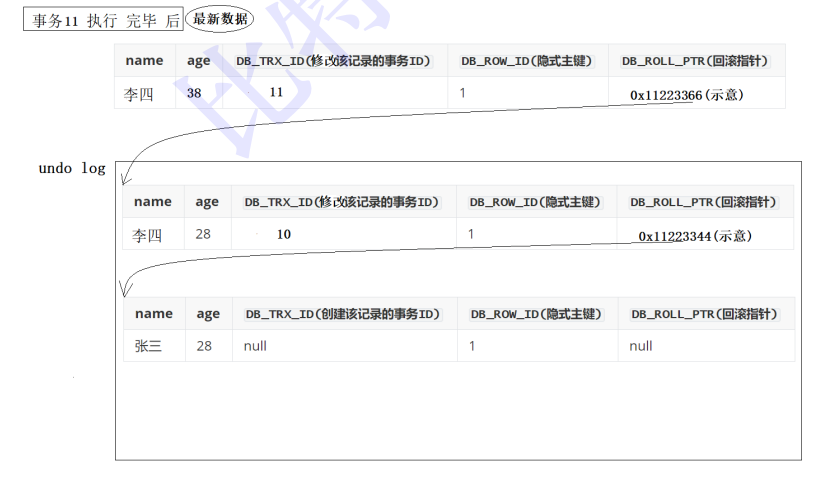 事务11 执行 完毕 后 最新数据
name age DB_TRX_ID(修改该记录的事务ID) DB_ROW_ID(隐式主键) DB_ROLL_PTR(回滚指针)
李四 38 11 1 0x11223366(示意)
undo log
name age DB_TRX_ID(修改该记录的事务ID) DB_ROW_ID(隐式主键) DB_ROLL_PTR(回滚指针)
李四 28 10 1 0x11223344(示意)
name age DB_TRX_ID(创建该记录的事务ID) DB_ROW_ID(隐式主键) DB_ROLL_PTR(回滚指针)
张三 28 null 1 null
比特